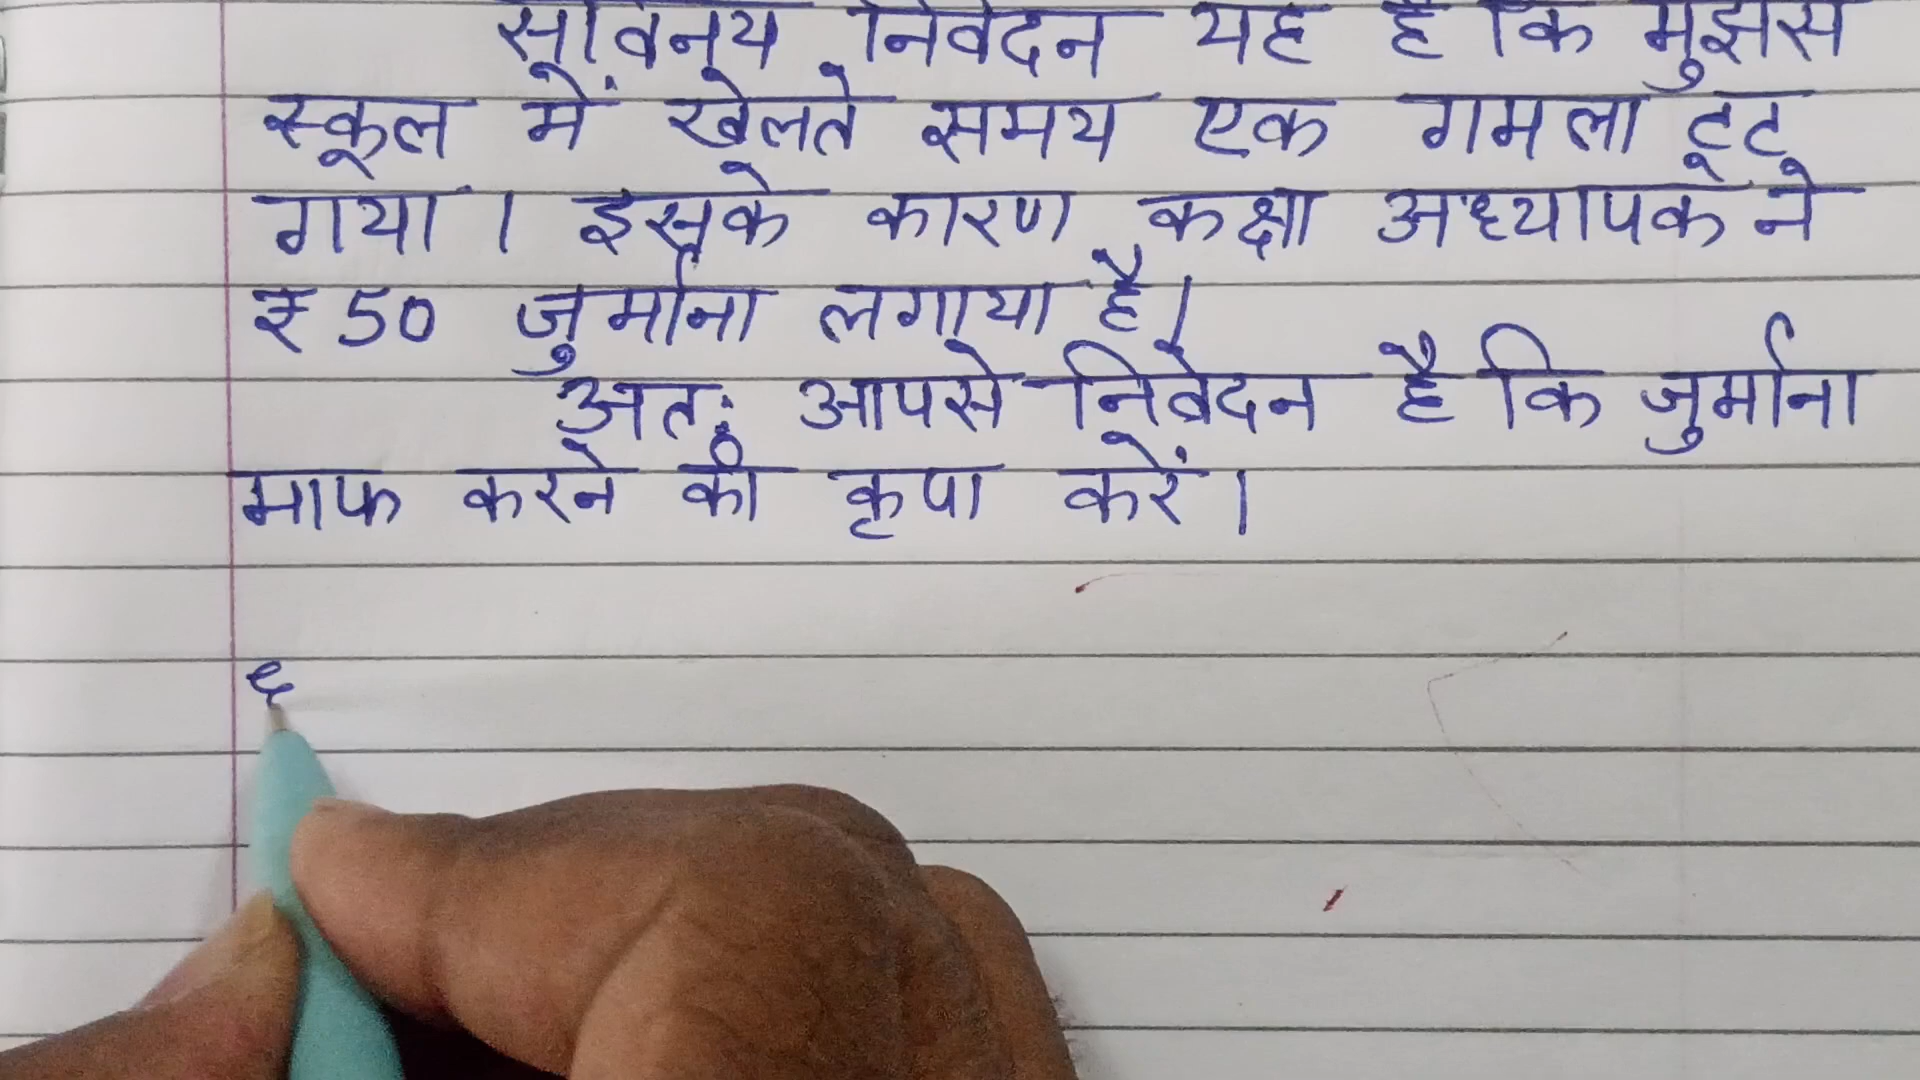 सविनय निवेदन यह है कि मुझसे
स्कूल में खेलते समय एक गमला टूट
गया। इसके कारण कक्षा अध्यापक ने
₹50 जुर्माना लगाया है।
अतः आपसे निवेदन है कि जुर्माना
माफ करने की कृपा करें।